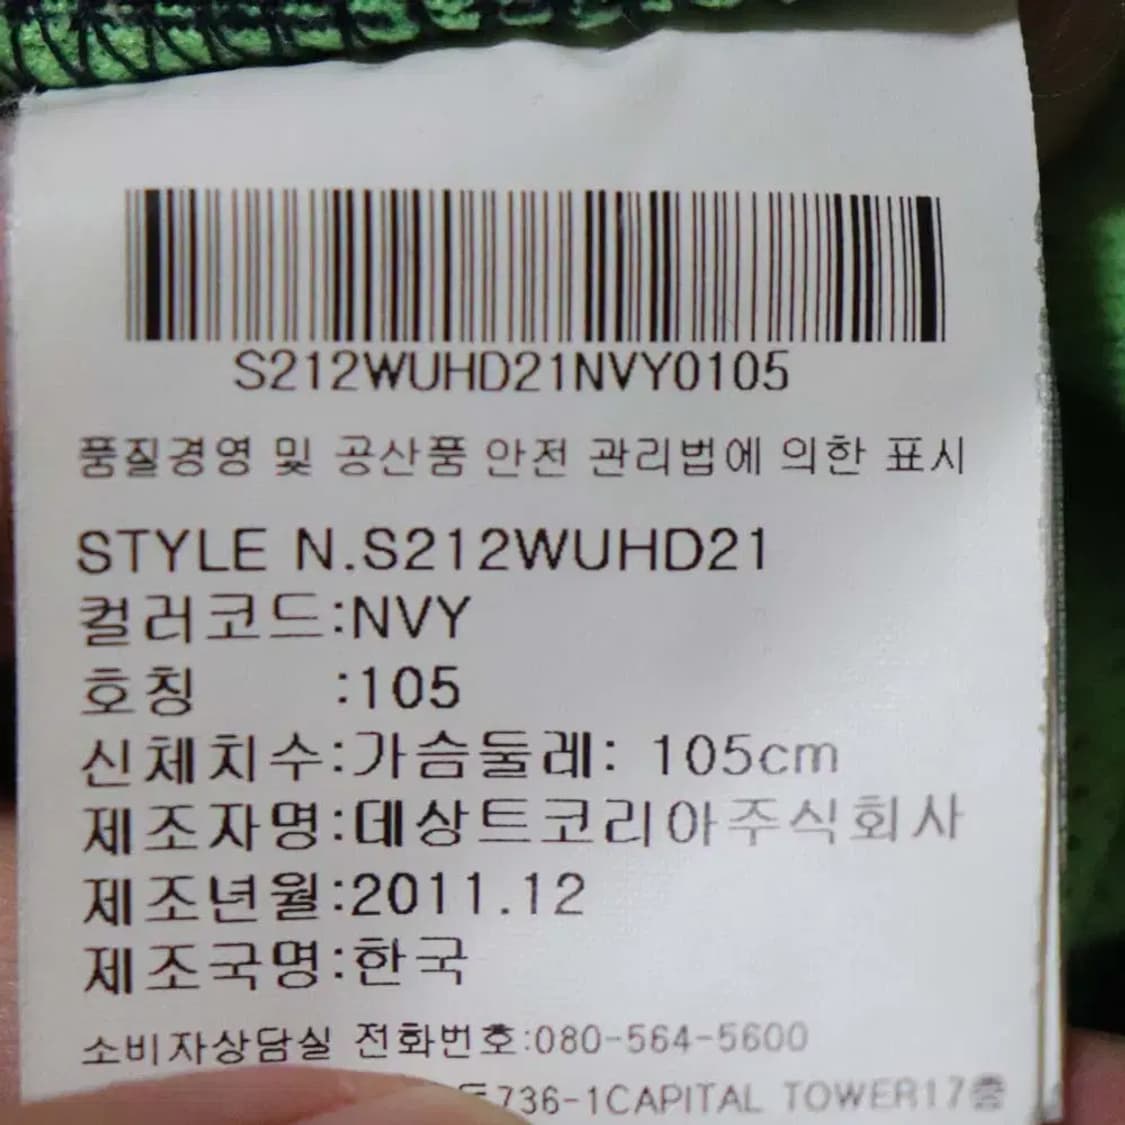 S212WUHD21NVY0105
품질경영 및 공산품 안전 관리법에 의한 표시
STYLE N.S212WUHD21
컬러코드:NVY
호칭 :105
신체치수:가슴둘레: 105cm
제조자명:데상트코리아주식회사
제조년월:2011.12
제조국명:한국
소비자상담실 전화번호:080-564-5600
736-1CAPITAL TOWER17층